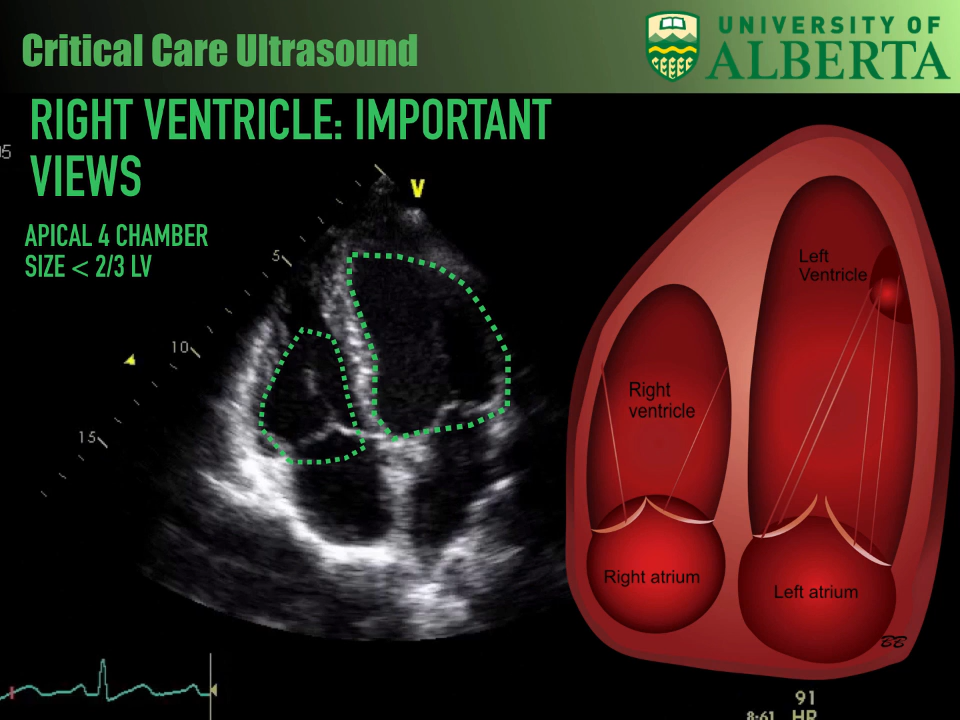 Critical Care Ultrasound
UNIVERSITY OF
ALBERTA
RIGHT VENTRICLE: IMPORTANT
VIEWS
APICAL 4 CHAMBER
SIZE < 2/3 LV
V
5
10
15
Left
Ventricle
Right
ventricle
Right atrium
Left atrium
BB
91
HR